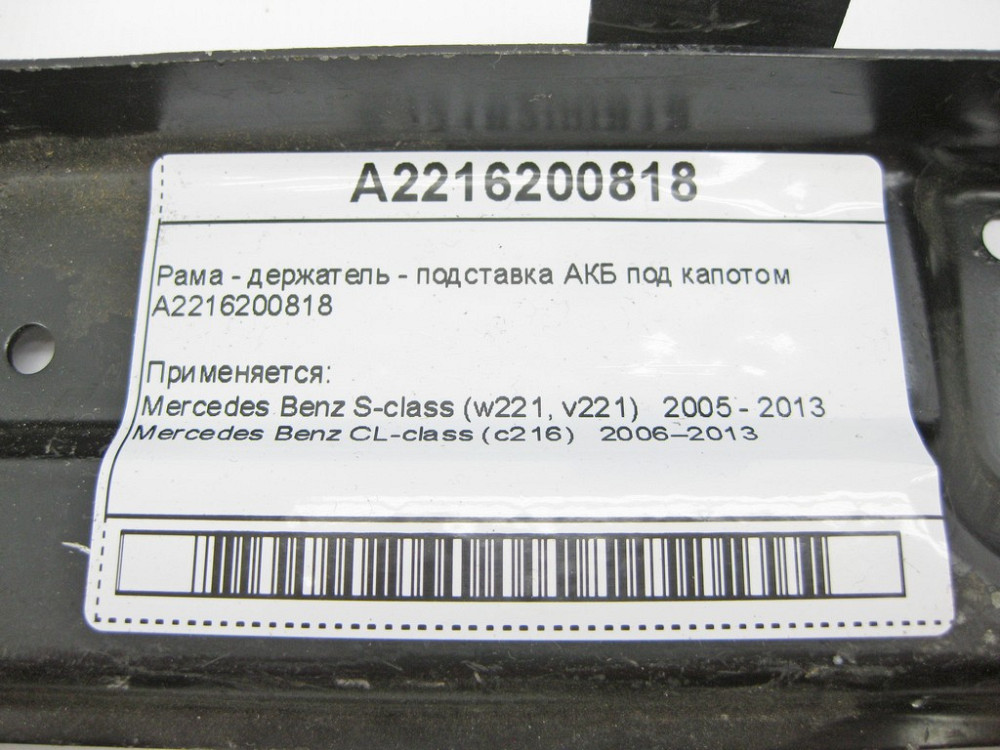 A2216200818
Рама - держатель - подставка АКБ под капотом
A2216200818
Применяется:
Mercedes Benz S-class (w221, v221) 2005 - 2013
Mercedes Benz CL-class (c216) 2006–2013